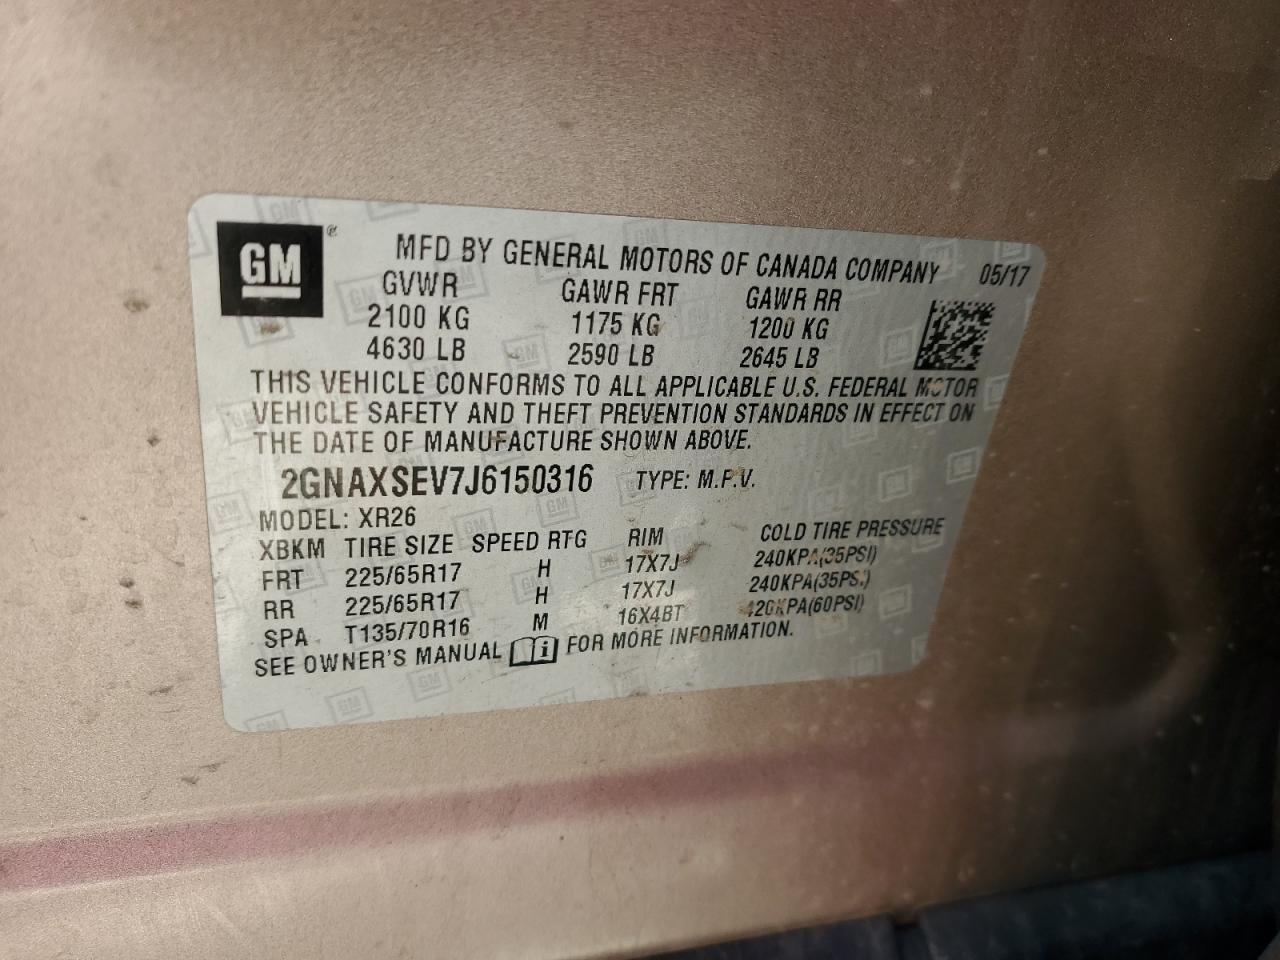 GM®
MFD BY GENERAL MOTORS OF CANADA COMPANY 05/17
GVWR GAWR FRT GAWR RR
2100 KG 1175 KG 1200 KG
4630 LB 2590 LB 2645 LB
THIS VEHICLE CONFORMS TO ALL APPLICABLE U.S. FEDERAL MOTOR
VEHICLE SAFETY AND THEFT PREVENTION STANDARDS IN EFFECT ON
THE DATE OF MANUFACTURE SHOWN ABOVE.
2GNAXSEV7J6150316 TYPE: M.P.V.
MODEL: XR26
XBKM TIRE SIZE SPEED RTG RIM COLD TIRE PRESSURE
FRT 225/65R17 H 17X7J 240KPA(35PSI)
RR 225/65R17 H 17X7J 240KPA(35PSI)
SPA T135/70R16 M 16X4BT 420KPA(60PSI)
SEE OWNER'S MANUAL i FOR MORE INFORMATION.